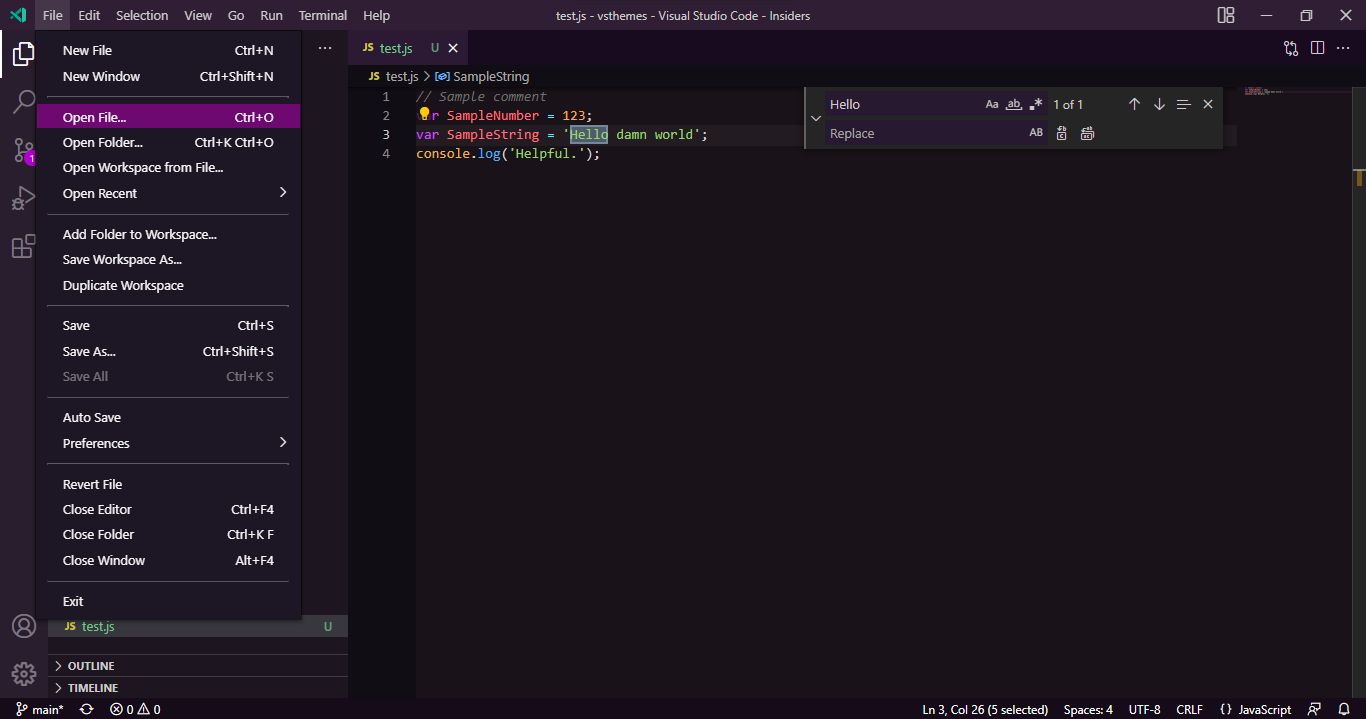 File Edit Selection View Go Run Terminal Help
test.js - vsthemes - Visual Studio Code - Insiders
New File Ctrl+N
New Window Ctrl+Shift+N
Open File... Ctrl+O
Open Folder... Ctrl+K Ctrl+O
Open Workspace from File...
Open Recent
Add Folder to Workspace...
Save Workspace As...
Duplicate Workspace
Save Ctrl+S
Save As... Ctrl+Shift+S
Save All Ctrl+K S
Auto Save
Preferences
Revert File
Close Editor Ctrl+F4
Close Folder Ctrl+K F
Close Window Alt+F4
Exit
1
JS test.js U
OUTLINE
TIMELINE
JS test.js U
JS test.js > SampleString
1 // Sample comment
2 var SampleNumber = 123;
3 var SampleString = 'Hello damn world';
4 console.log('Helpful.');
Hello Aa ab .* 1 of 1
Replace AB
main* 0 0
Ln 3, Col 26 (5 selected) Spaces: 4 UTF-8 CRLF {} JavaScript